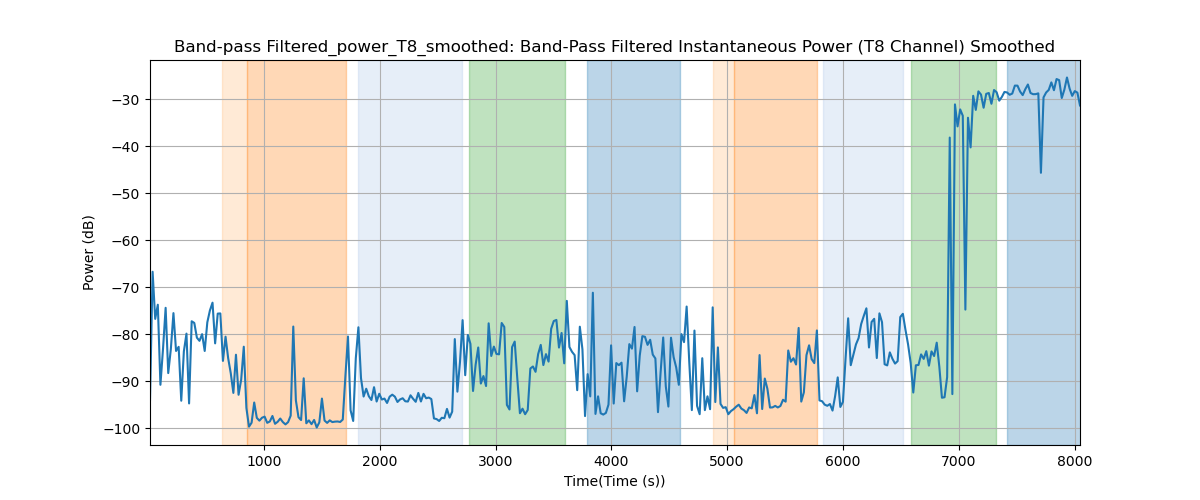 Band-pass Filtered_power_T8_smoothed: Band-Pass Filtered Instantaneous Power (T8 Channel) Smoothed
Power (dB)
−30
−40
−50
−60
−70
−80
−90
−100
1000 2000 3000 4000 5000 6000 7000 8000
Time(Time (s))